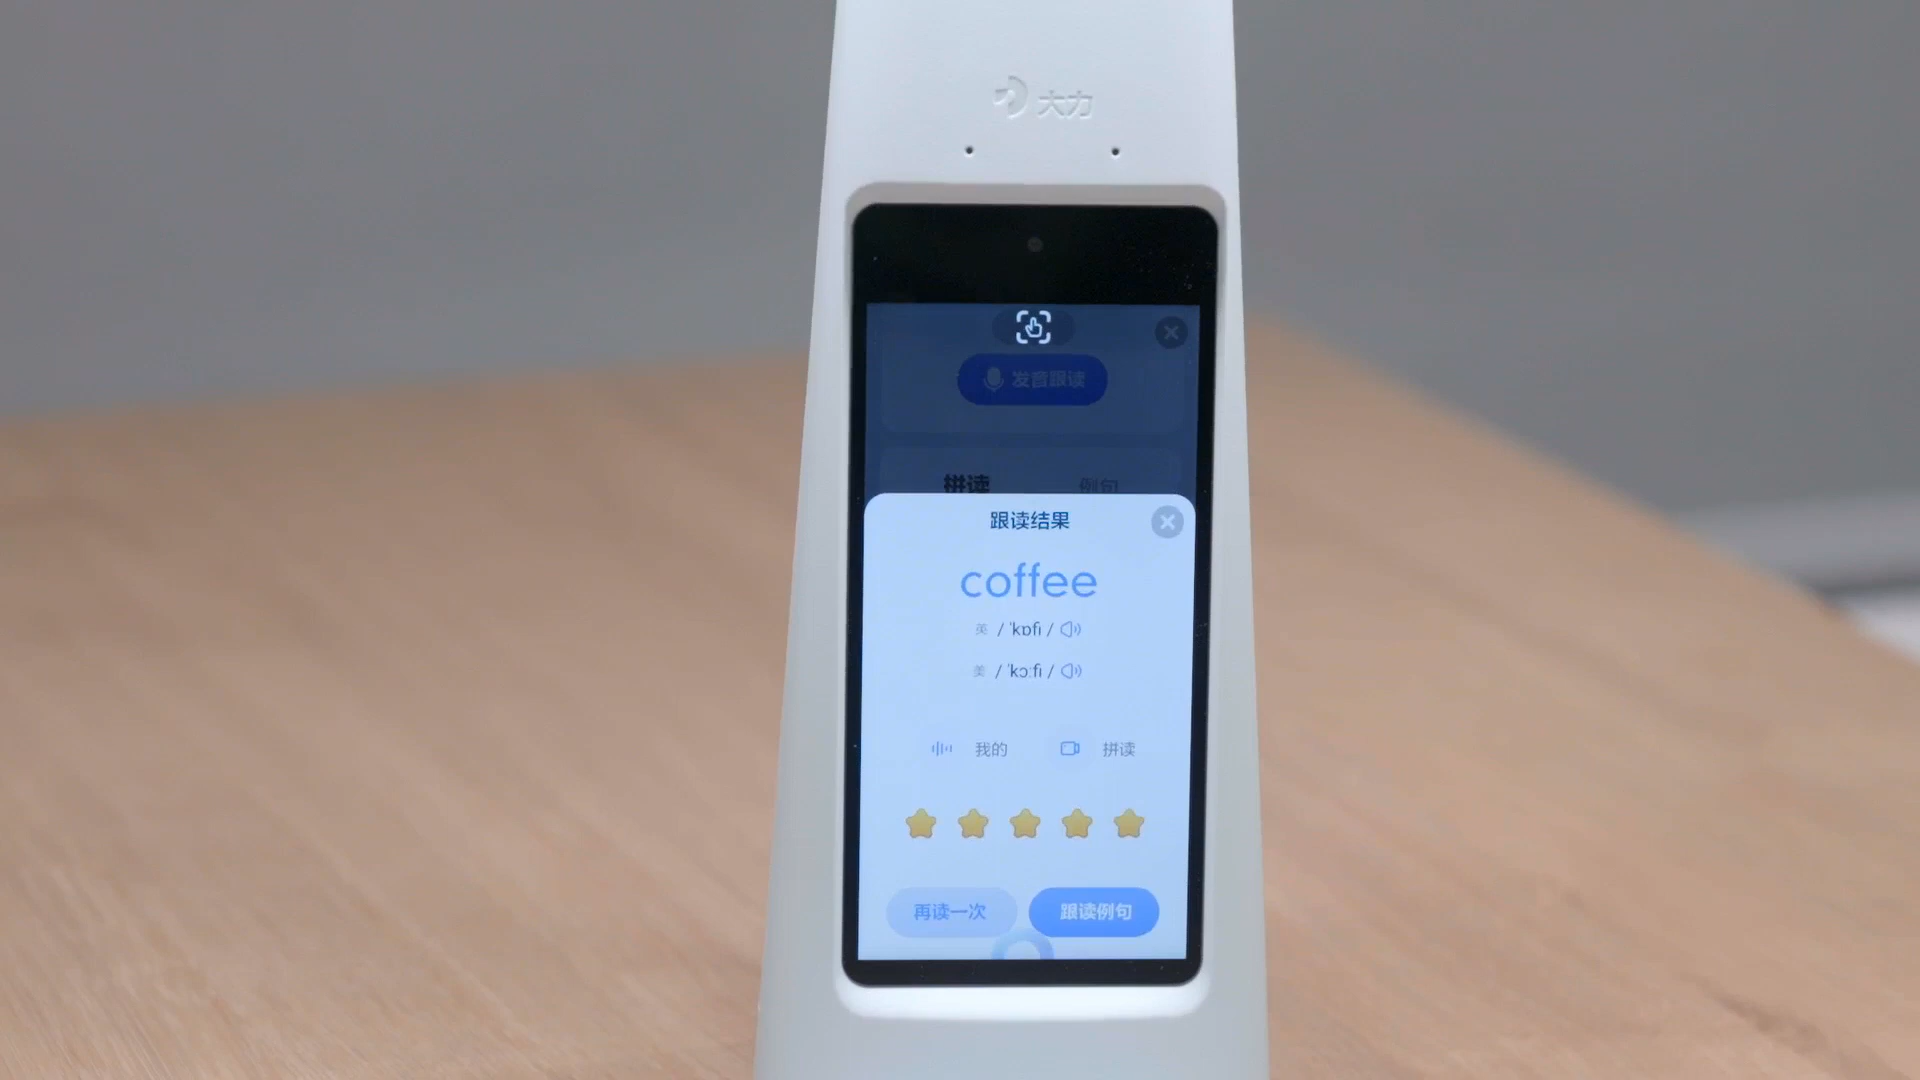 大力
发音跟读
拼读 例句
跟读结果
coffee
英 / ˈkɒfi /
美 / ˈkɔːfi /
我的 拼读
再读一次 跟读例句